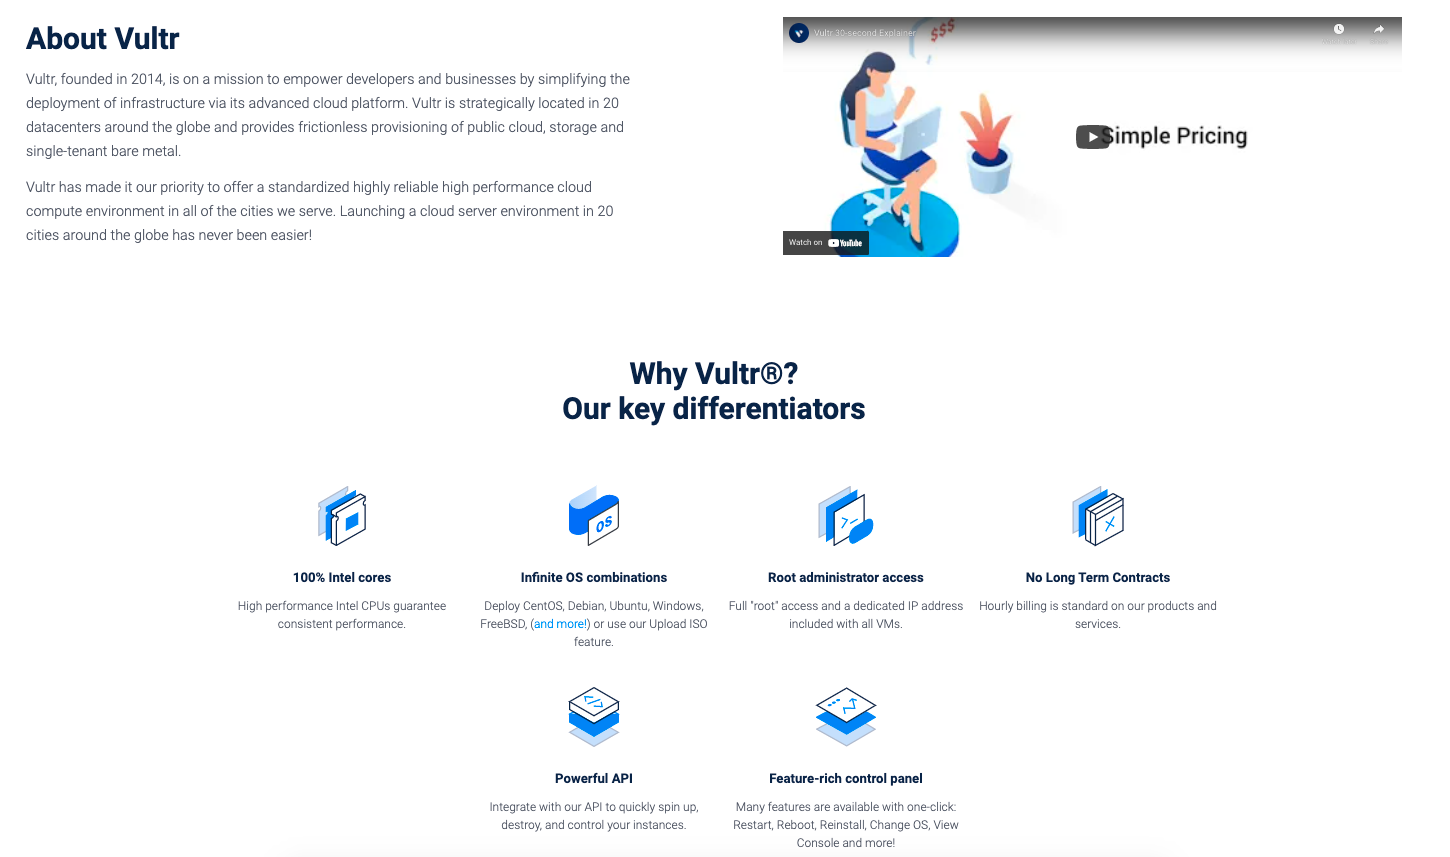 About Vultr
Vultr, founded in 2014, is on a mission to empower developers and businesses by simplifying the
deployment of infrastructure via its advanced cloud platform. Vultr is strategically located in 20
datacenters around the globe and provides frictionless provisioning of public cloud, storage and
single-tenant bare metal.
Vultr has made it our priority to offer a standardized highly reliable high performance cloud
compute environment in all of the cities we serve. Launching a cloud server environment in 20
cities around the globe has never been easier!
Vultr 30-second Explainer
$$$
Simple Pricing
Watch on YouTube
Why Vultr®?
Our key differentiators
OS
100% Intel cores
High performance Intel CPUs guarantee
consistent performance.
Infinite OS combinations
Deploy CentOS, Debian, Ubuntu, Windows,
FreeBSD, (and more!) or use our Upload ISO
feature.
Root administrator access
Full "root" access and a dedicated IP address
included with all VMs.
No Long Term Contracts
Hourly billing is standard on our products and
services.
Powerful API
Integrate with our API to quickly spin up,
destroy, and control your instances.
Feature-rich control panel
Many features are available with one-click:
Restart, Reboot, Reinstall, Change OS, View
Console and more!